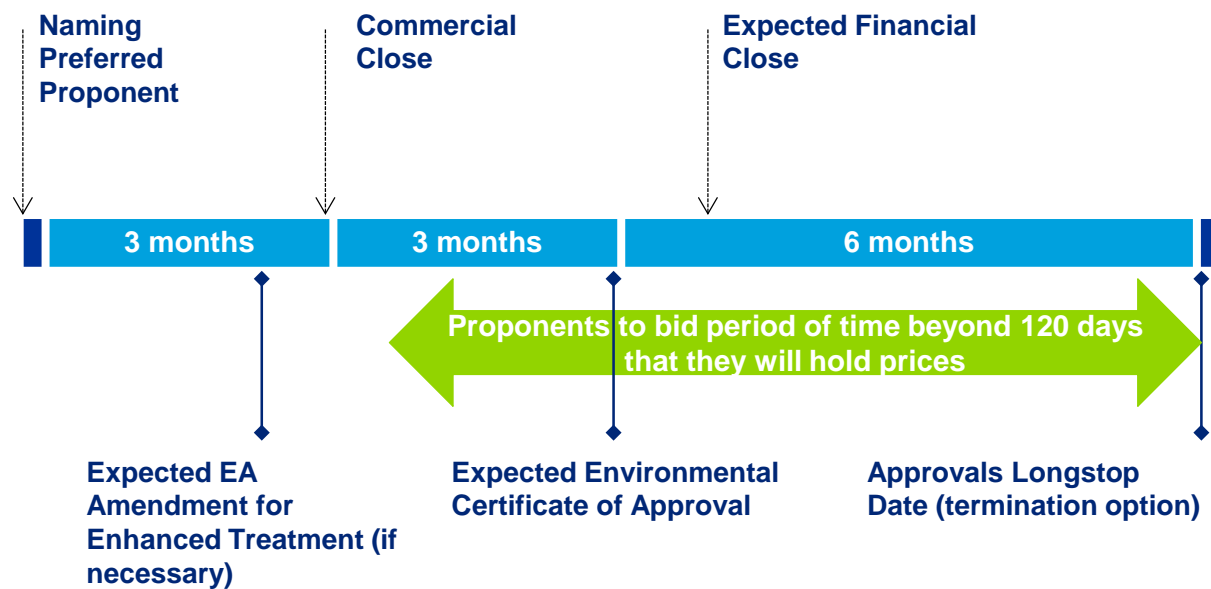 Naming
Preferred
Proponent
Commercial
Close
Expected Financial
Close
3 months
3 months
6 months
Proponents to bid period of time beyond 120 days
that they will hold prices
Expected EA
Amendment for
Enhanced Treatment (if
necessary)
Expected Environmental
Certificate of Approval
Approvals Longstop
Date (termination option)